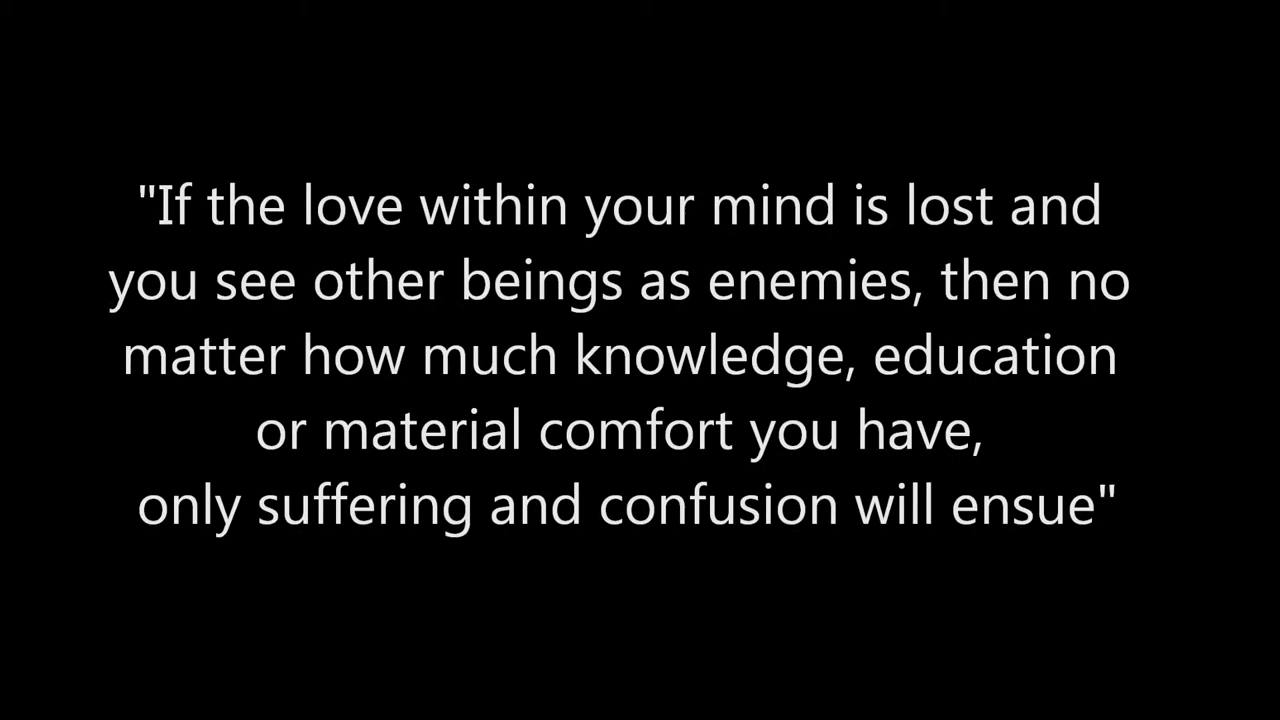 "If the love within your mind is lost and
you see other beings as enemies, then no
matter how much knowledge, education
or material comfort you have,
only suffering and confusion will ensue"